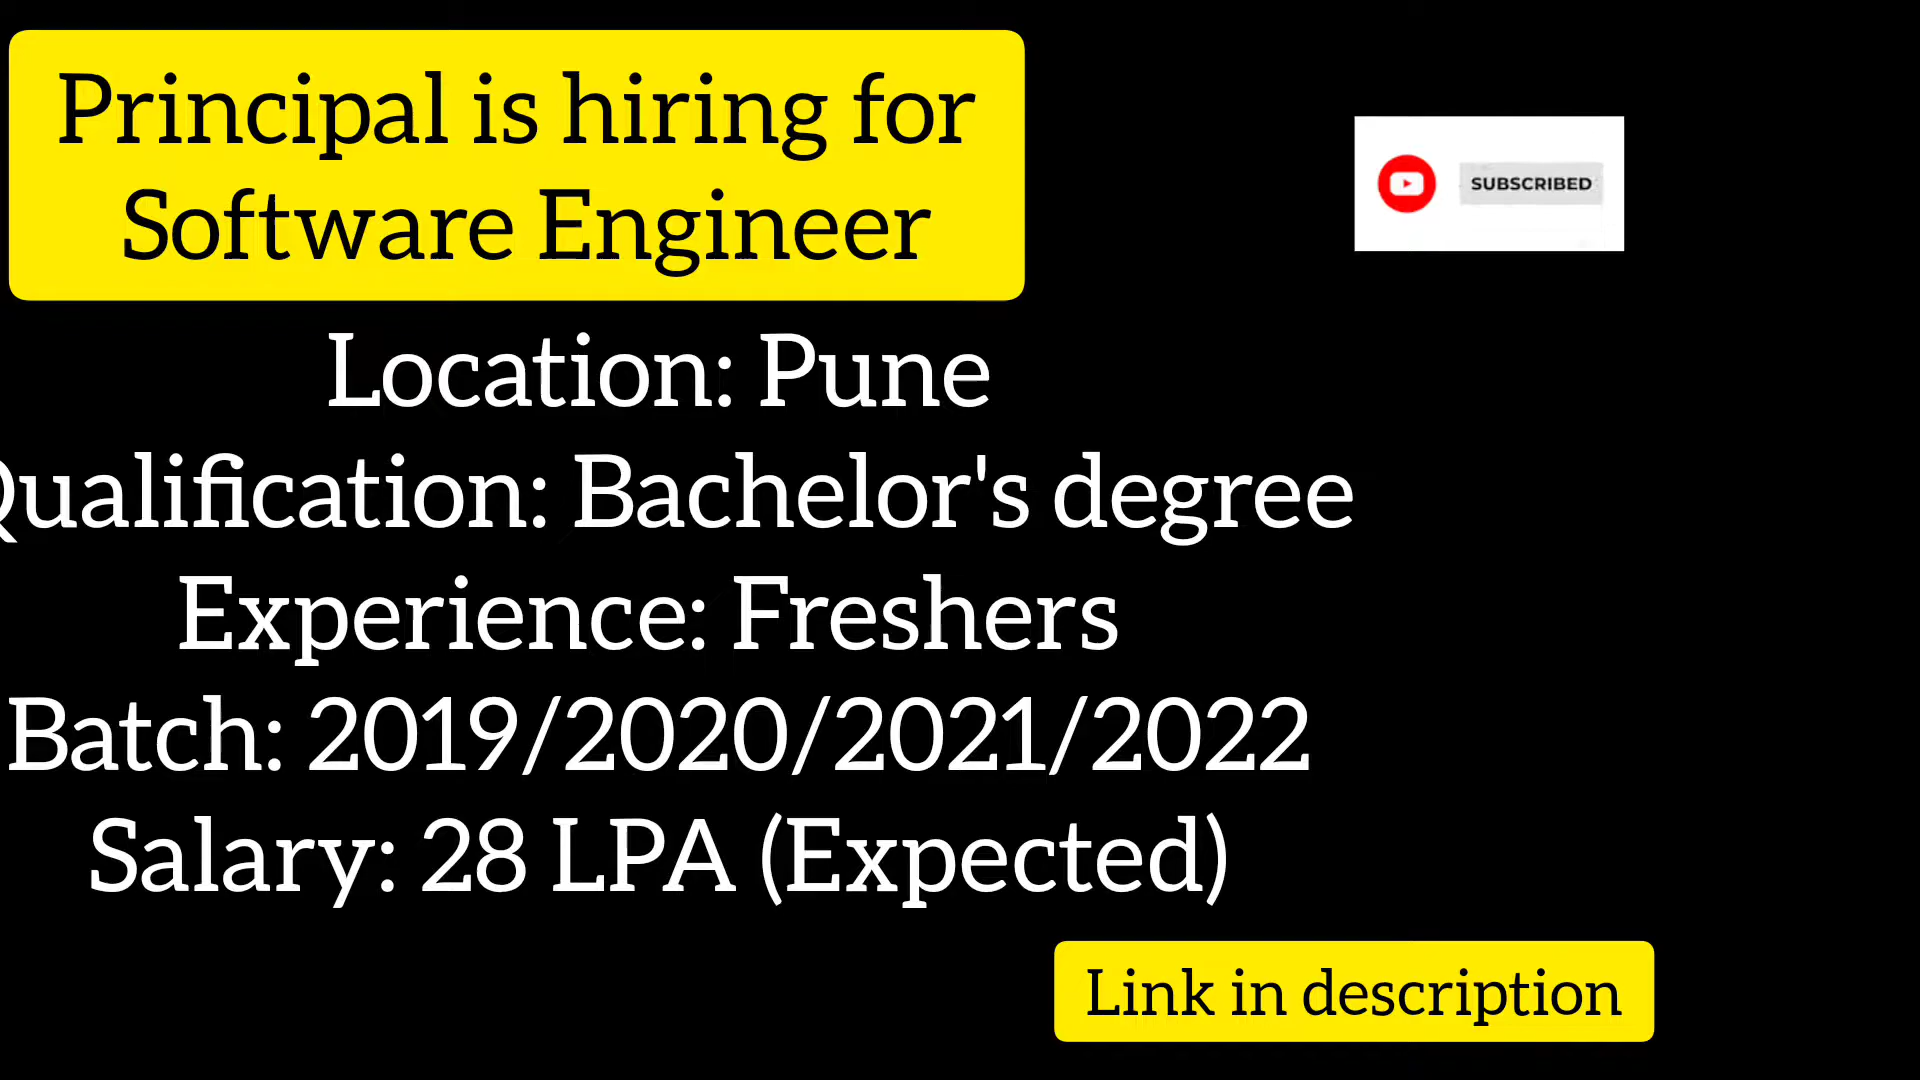 Principal is hiring for
Software Engineer
SUBSCRIBED
Location: Pune
Qualification: Bachelor's degree
Experience: Freshers
Batch: 2019/2020/2021/2022
Salary: 28 LPA (Expected)
Link in description